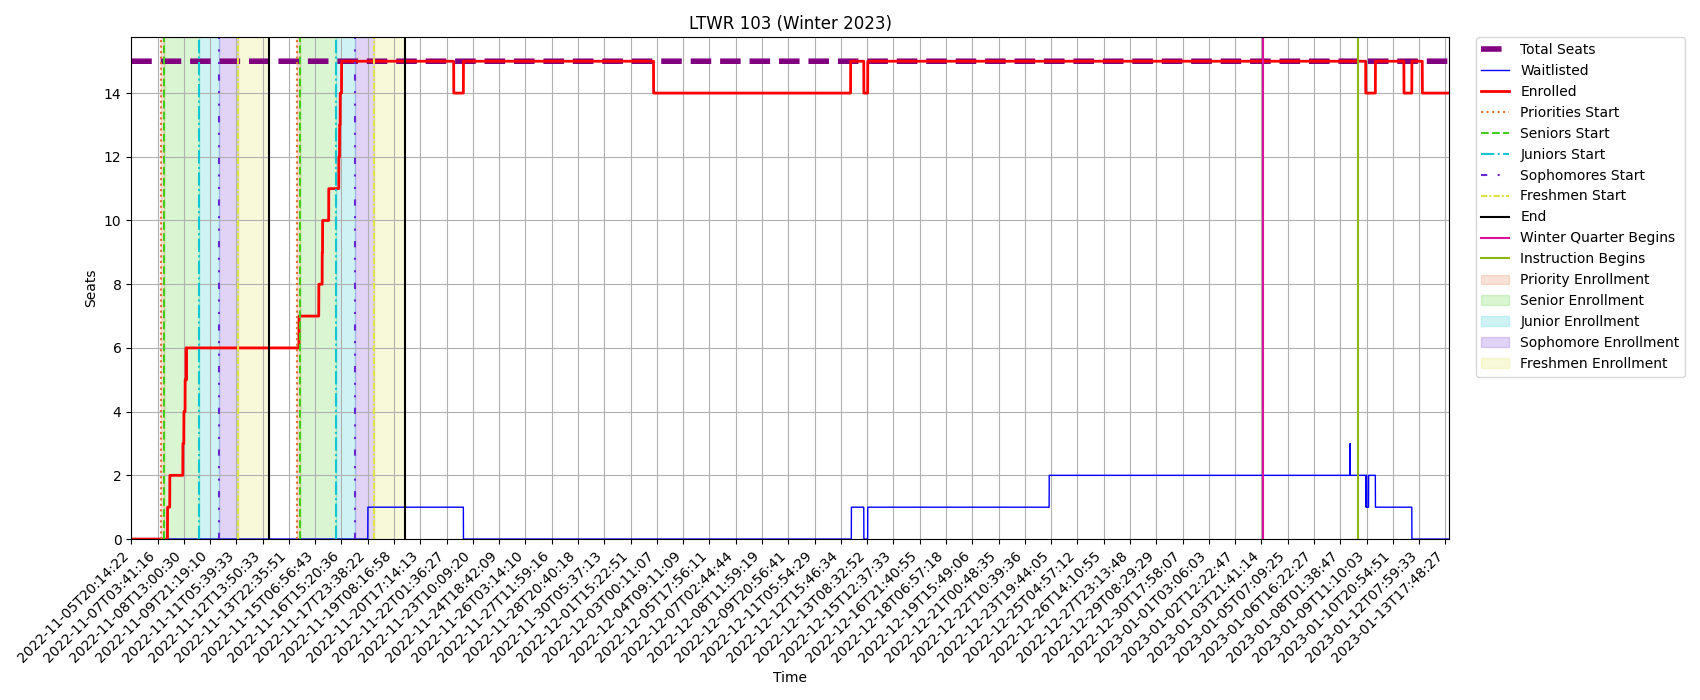 LTWR 103 (Winter 2023)
Seats
14
12
10
8
6
4
2
0
2022-11-05T20:14:22
2022-11-07T03:41:16
2022-11-08T13:00:30
2022-11-09T21:19:10
2022-11-11T05:39:33
2022-11-12T13:50:33
2022-11-13T22:35:51
2022-11-15T06:56:43
2022-11-16T15:20:36
2022-11-17T23:38:22
2022-11-19T08:16:58
2022-11-20T17:14:13
2022-11-22T01:36:27
2022-11-23T10:09:20
2022-11-24T18:42:09
2022-11-26T03:14:10
2022-11-27T11:59:16
2022-11-28T20:40:18
2022-11-30T05:37:13
2022-12-01T15:22:51
2022-12-03T00:11:07
2022-12-04T09:11:09
2022-12-05T17:56:11
2022-12-07T02:44:44
2022-12-08T11:59:19
2022-12-09T20:56:41
2022-12-11T05:54:29
2022-12-12T15:46:34
2022-12-13T08:32:52
2022-12-15T12:37:33
2022-12-16T21:40:55
2022-12-18T06:57:18
2022-12-19T15:49:06
2022-12-21T00:48:35
2022-12-22T10:39:36
2022-12-23T19:44:05
2022-12-25T04:57:12
2022-12-26T14:10:55
2022-12-27T23:13:48
2022-12-29T08:29:29
2022-12-30T17:58:07
2023-01-01T03:06:03
2023-01-02T12:22:47
2023-01-03T21:41:14
2023-01-05T07:09:25
2023-01-06T16:22:27
2023-01-08T01:38:47
2023-01-09T11:10:03
2023-01-10T20:54:51
2023-01-12T07:59:33
2023-01-13T17:48:27
Time
Total Seats
Waitlisted
Enrolled
Priorities Start
Seniors Start
Juniors Start
Sophomores Start
Freshmen Start
End
Winter Quarter Begins
Instruction Begins
Priority Enrollment
Senior Enrollment
Junior Enrollment
Sophomore Enrollment
Freshmen Enrollment